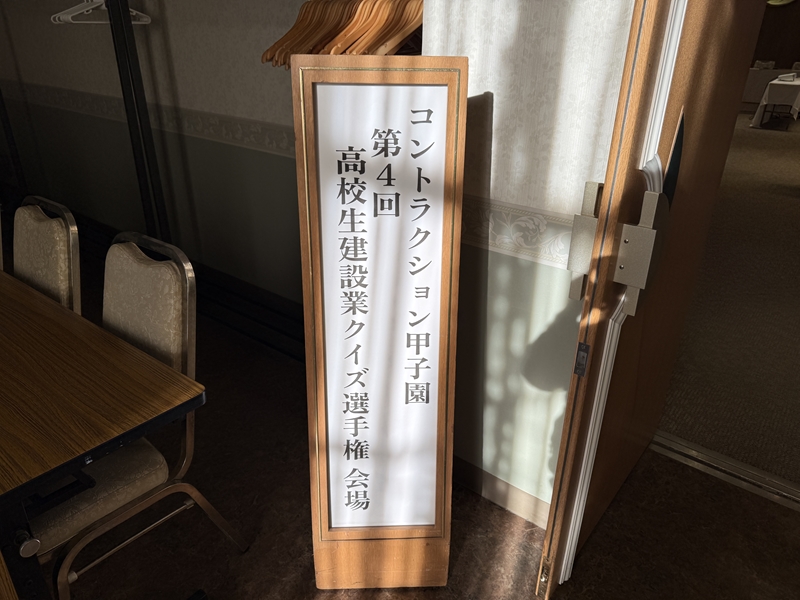 コントラクション甲子園
第4回
高校生建設業クイズ選手権 会場